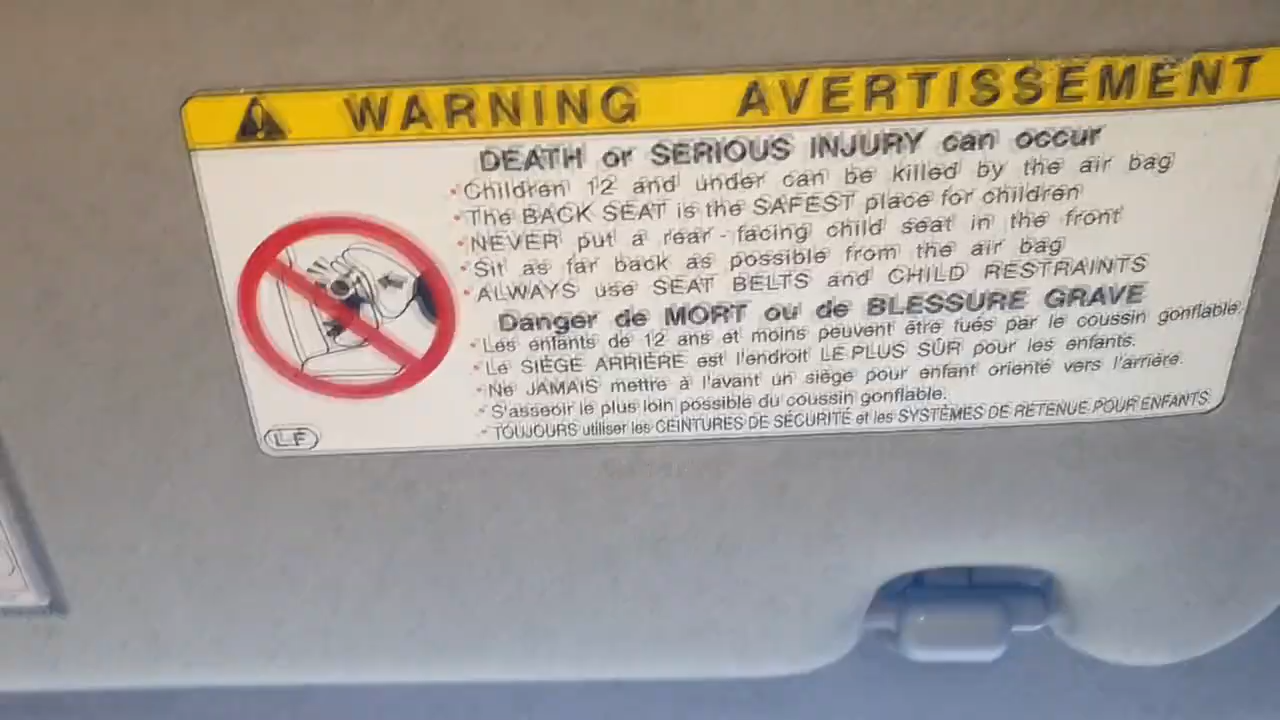 WARNING AVERTISSEMENT
DEATH or SERIOUS INJURY can occur
•Children 12 and under can be killed by the air bag
•The BACK SEAT is the SAFEST place for children
•NEVER put a rear-facing child seat in the front
•Sit as far back as possible from the air bag
•ALWAYS use SEAT BELTS and CHILD RESTRAINTS
Danger de MORT ou de BLESSURE GRAVE
•Les enfants de 12 ans et moins peuvent être tués par le coussin gonflable.
•Le SIÈGE ARRIÈRE est l'endroit LE PLUS SÛR pour les enfants.
•Ne JAMAIS mettre à l'avant un siège pour enfant orienté vers l'arrière.
•S'asseoir le plus loin possible du coussin gonflable.
•TOUJOURS utiliser les CEINTURES DE SÉCURITÉ et les SYSTÈMES DE RETENUE POUR ENFANTS
LF